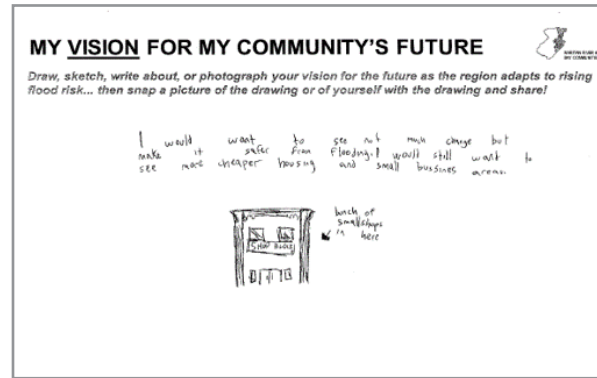 MY VISION FOR MY COMMUNITY'S FUTURE
Draw, sketch, write about, or photograph your vision for the future as the region adapts to rising
flood risk... then snap a picture of the drawing or of yourself with the drawing and share!
I would want to see not much change but
make it safer from flooding. I would still want to
see more cheaper housing and small bussines areas.
bunch of
smallshops
in here
SHOP